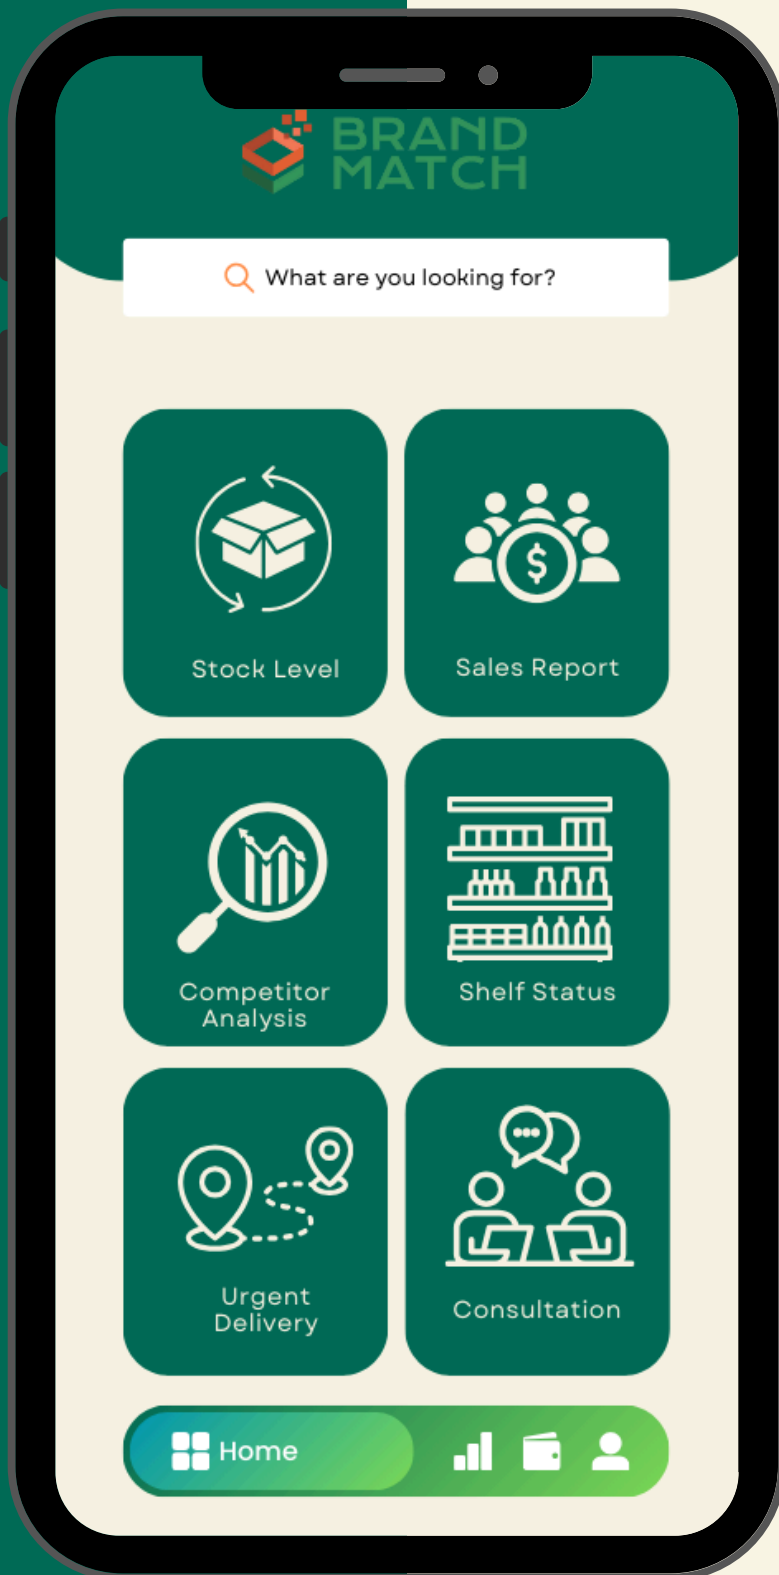 BRAND
MATCH
What are you looking for?
Stock Level
$
Sales Report
Competitor
Analysis
Shelf Status
Urgent
Delivery
Consultation
Home